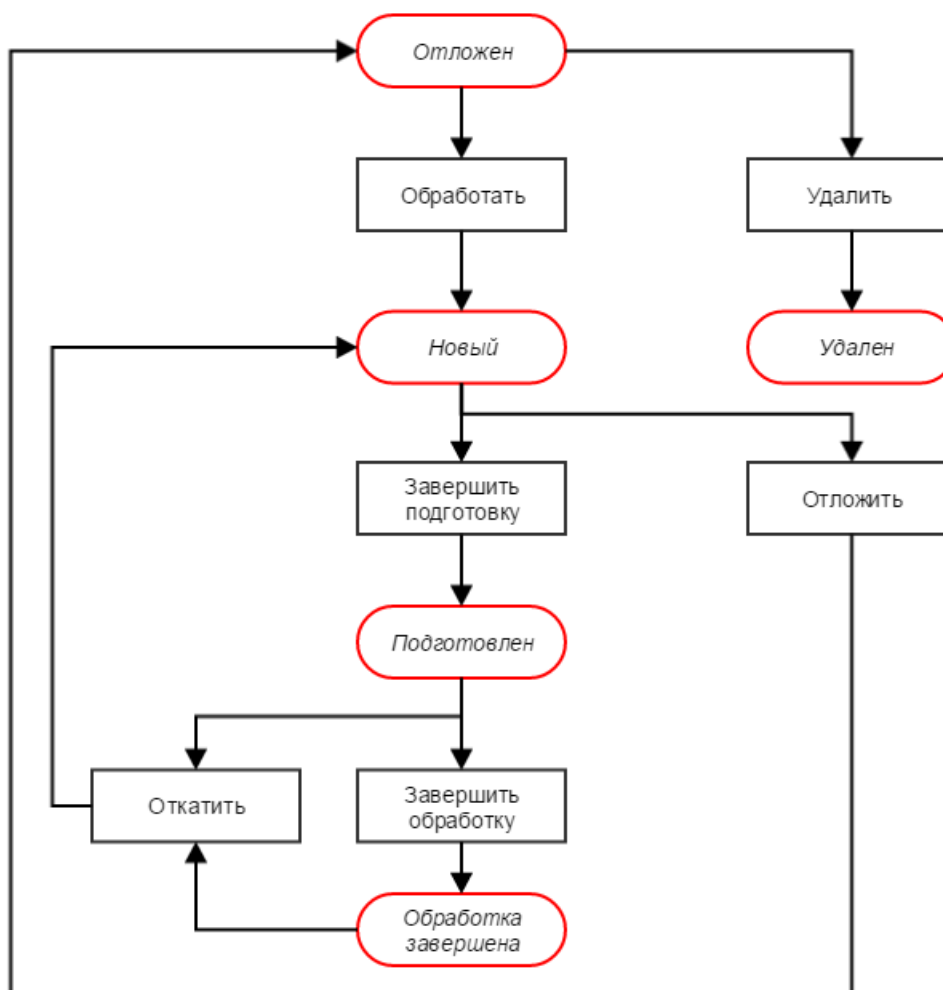 Отложен
Обработать
Удалить
Новый
Удален
Завершить
подготовку
Отложить
Подготовлен
Откатить
Завершить
обработку
Обработка
завершена